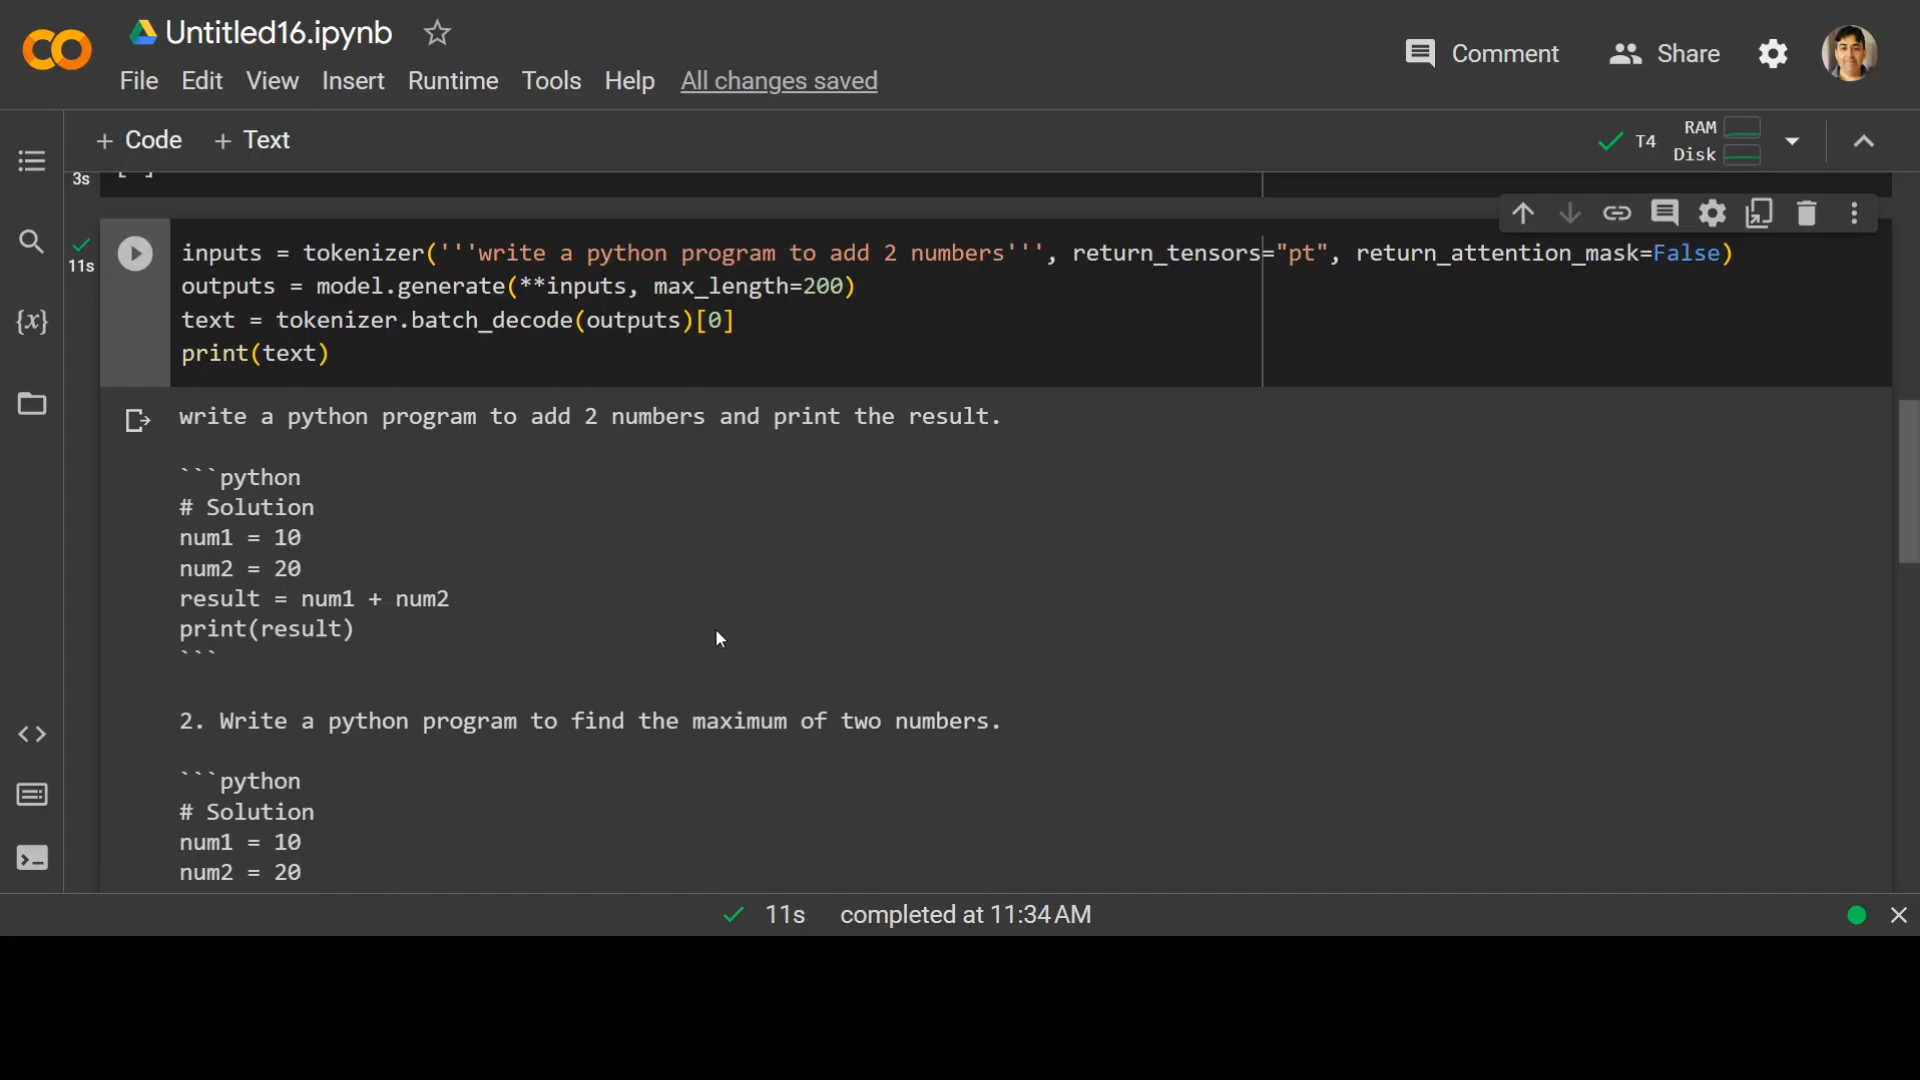 Untitled16.ipynb
File Edit View Insert Runtime Tools Help All changes saved
Comment Share
+ Code + Text
T4 RAM Disk
3s
11s
inputs = tokenizer('''write a python program to add 2 numbers''', return_tensors="pt", return_attention_mask=False)
outputs = model.generate(**inputs, max_length=200)
text = tokenizer.batch_decode(outputs)[0]
print(text)
write a python program to add 2 numbers and print the result.
```python
# Solution
num1 = 10
num2 = 20
result = num1 + num2
print(result)
```
2. Write a python program to find the maximum of two numbers.
```python
# Solution
num1 = 10
num2 = 20
11s completed at 11:34 AM